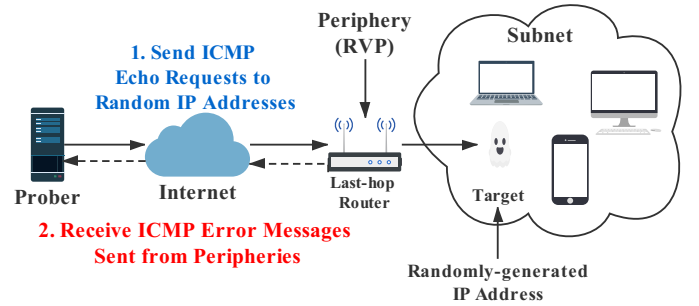 Periphery
(RVP)
Subnet
1. Send ICMP
Echo Requests to
Random IP Addresses
Prober
Internet
Last-hop
Router
Target
2. Receive ICMP Error Messages
Sent from Peripheries
Randomly-generated
IP Address